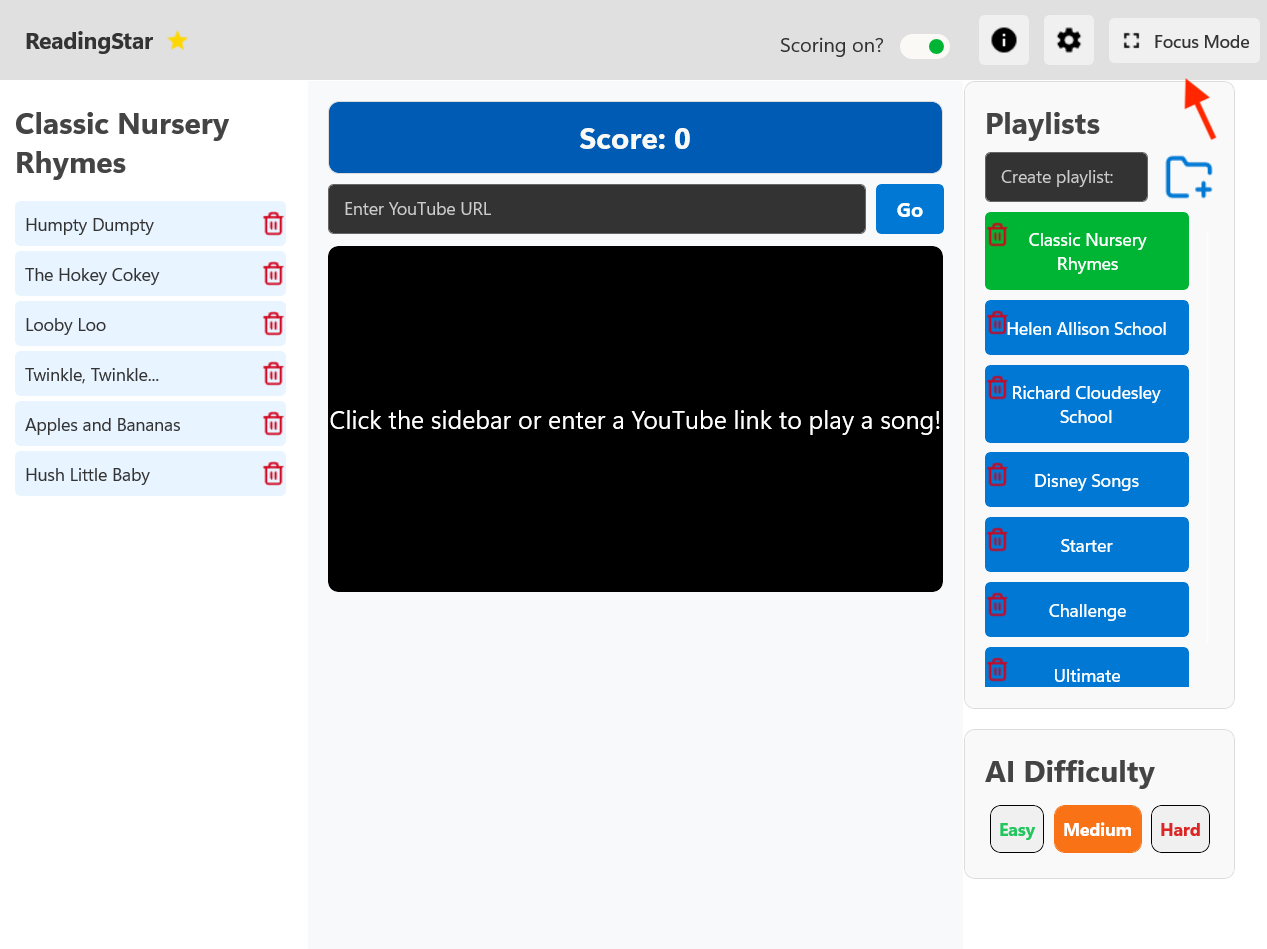 ReadingStar
Scoring on?
Focus Mode
Classic Nursery
Rhymes
Humpty Dumpty
The Hokey Cokey
Looby Loo
Twinkle, Twinkle...
Apples and Bananas
Hush Little Baby
Score: 0
Enter YouTube URL
Go
Click the sidebar or enter a YouTube link to play a song!
Playlists
Create playlist:
Classic Nursery
Rhymes
Helen Allison School
Richard Cloudesley
School
Disney Songs
Starter
Challenge
Ultimate
AI Difficulty
Easy
Medium
Hard